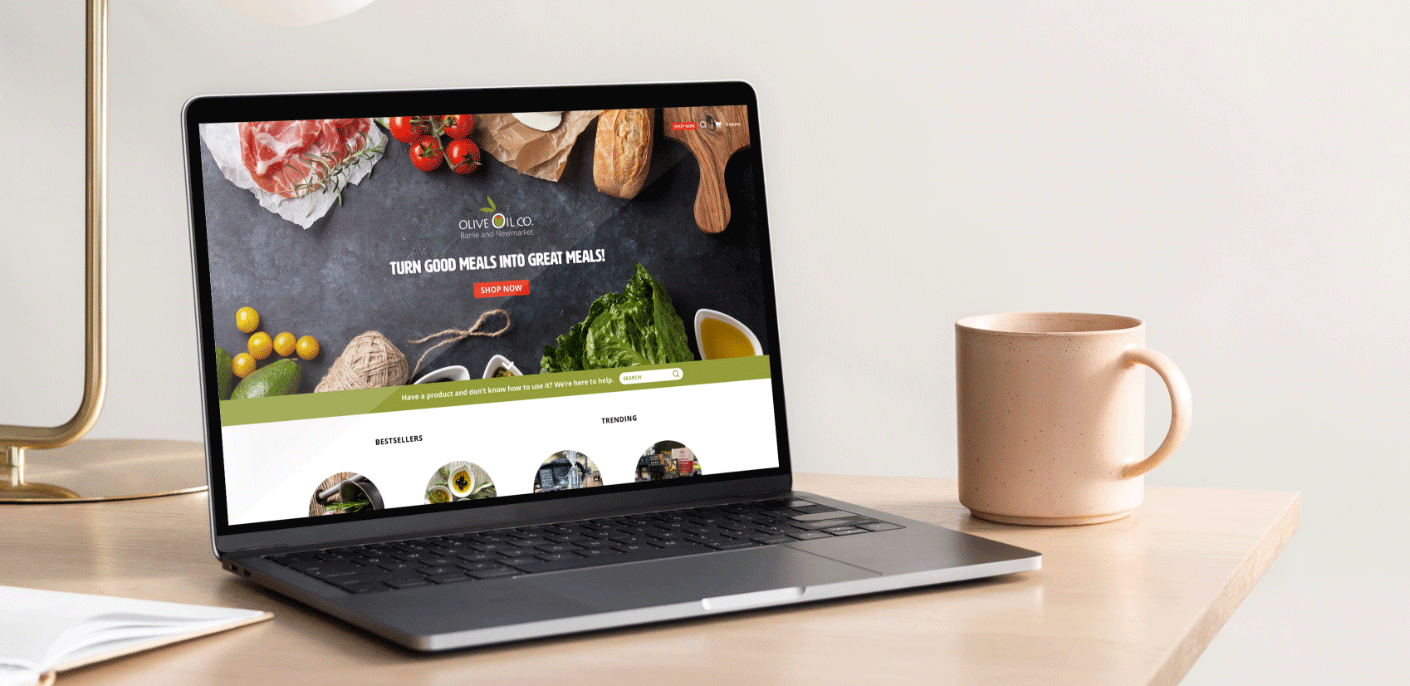 SHOP NOW
OLIVE OIL CO.
Barrie and Newmarket
TURN GOOD MEALS INTO GREAT MEALS!
SHOP NOW
Have a product and don't know how to use it? We're here to help.
SEARCH
BESTSELLERS
TRENDING